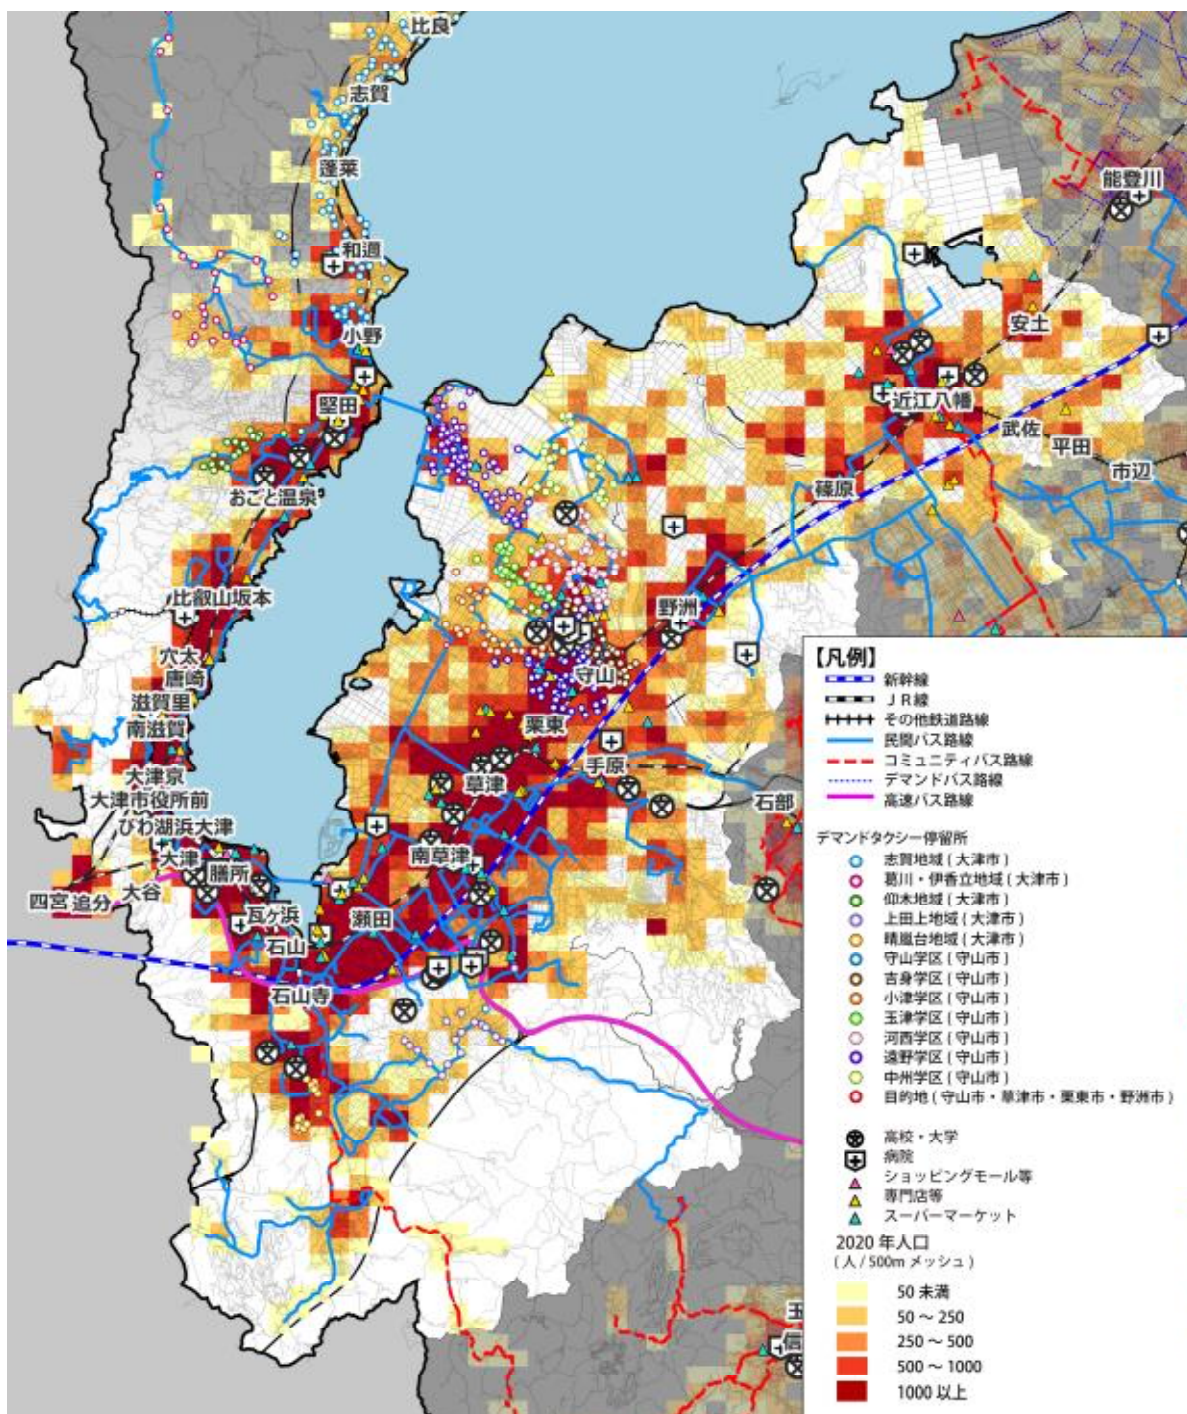 比良
志賀
蓬莱
和邇
小野
堅田
おごと温泉
比叡山坂本
穴太
唐崎
滋賀里
南滋賀
大津京
大津市役所前
びわ湖浜大津
大津
膳所
大谷
四宮
追分
瓦ヶ浜
石山
石山寺
瀬田
南草津
草津
手原
石部
栗東
守山
野洲
篠原
近江八幡
武佐
平田
市辺
安土
能登川
玉
信
【凡例】
新幹線
JR線
その他鉄道路線
民間バス路線
コミュニティバス路線
デマンドバス路線
高速バス路線
デマンドタクシー停留所
志賀地域(大津市)
葛川・伊香立地域(大津市)
仰木地域(大津市)
上田上地域(大津市)
晴嵐台地域(大津市)
守山学区(守山市)
吉身学区(守山市)
小津学区(守山市)
玉津学区(守山市)
河西学区(守山市)
遠野学区(守山市)
中州学区(守山市)
目的地(守山市・草津市・栗東市・野洲市)
高校・大学
病院
ショッピングモール等
専門店等
スーパーマーケット
2020年人口
(人/500mメッシュ)
50未満
50～250
250～500
500～1000
1000以上